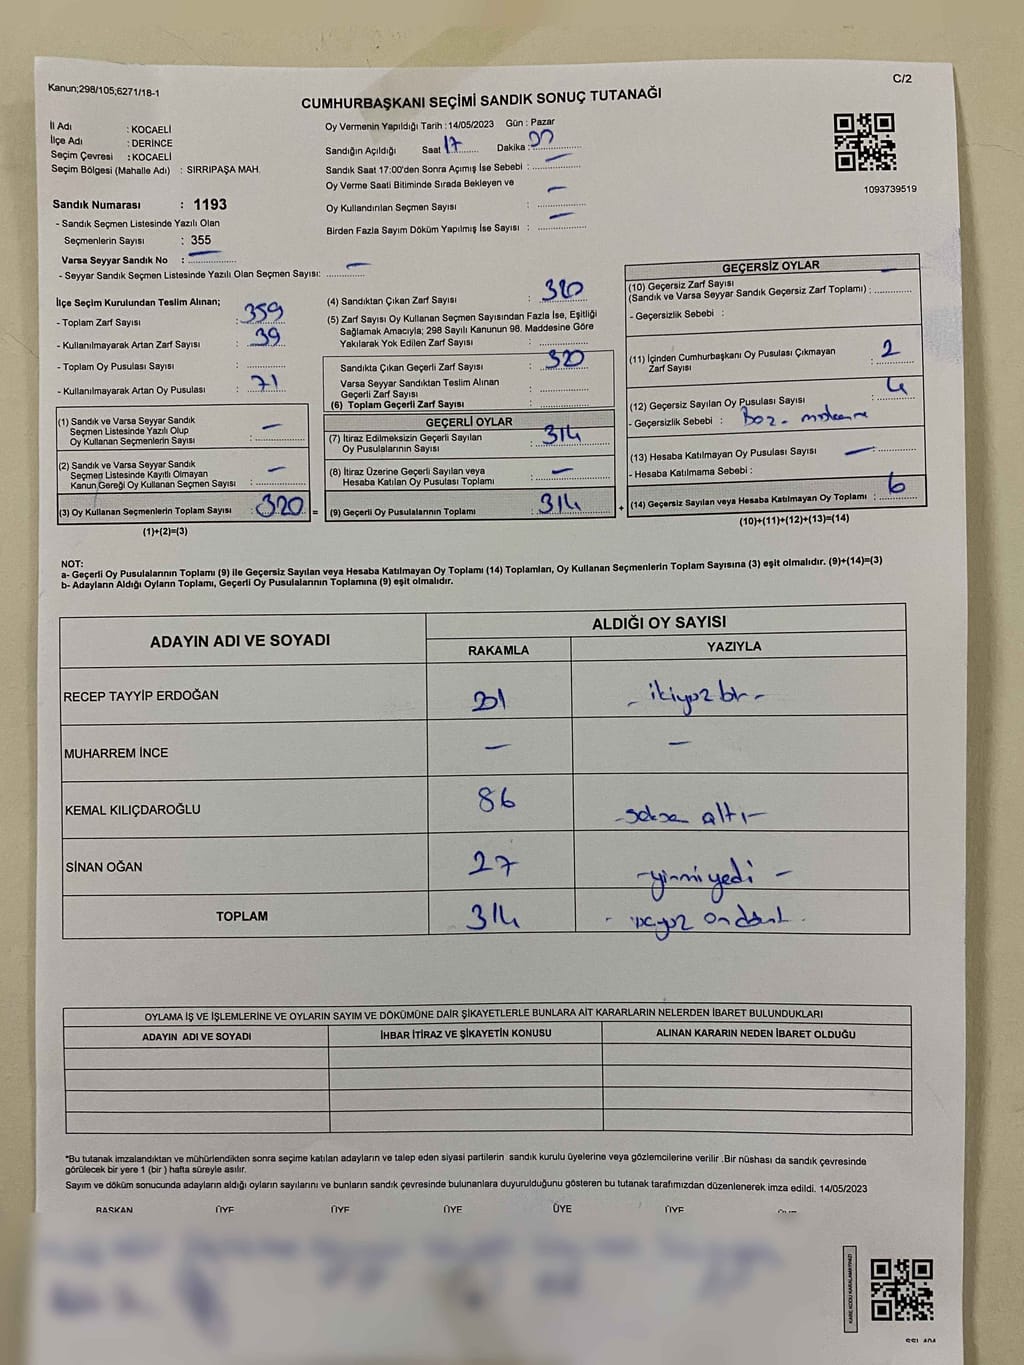 Kanun;298/105;6271/18-1
C/2
CUMHURBAŞKANI SEÇİMİ SANDIK SONUÇ TUTANAĞI
İl Adı : KOCAELİ
İlçe Adı : DERİNCE
Seçim Çevresi : KOCAELİ
Seçim Bölgesi (Mahalle Adı) : SIRRIPAŞA MAH.
Oy Vermenin Yapıldığı Tarih : 14/05/2023 Gün : Pazar
Sandığın Açıldığı Saat 17 Dakika :
Sandık Saat 17:00'den Sonra Açımış İse Sebebi : —
Oy Verme Saati Bitiminde Sırada Bekleyen ve
Oy Kullandırılan Seçmen Sayısı : —
Birden Fazla Sayım Döküm Yapılmış İse Sayısı : —
1093739519
Sandık Numarası : 1193
- Sandık Seçmen Listesinde Yazılı Olan
Seçmenlerin Sayısı : 355
Varsa Seyyar Sandık No : —
- Seyyar Sandık Seçmen Listesinde Yazılı Olan Seçmen Sayısı: —
İlçe Seçim Kurulundan Teslim Alınan;
- Toplam Zarf Sayısı : 359
- Kullanılmayarak Artan Zarf Sayısı : 39
- Toplam Oy Pusulası Sayısı :
- Kullanılmayarak Artan Oy Pusulası : 71
(1) Sandık ve Varsa Seyyar Sandık
Seçmen Listesinde Yazılı Olup
Oy Kullanan Seçmenlerin Sayısı : —
(2) Sandık ve Varsa Seyyar Sandık
Seçmen Listesinde Kayıtlı Olmayan
Kanun Gereği Oy Kullanan Seçmen Sayısı : —
(3) Oy Kullanan Seçmenlerin Toplam Sayısı : 320 =
(1)+(2)=(3)
(4) Sandıktan Çıkan Zarf Sayısı : 320
(5) Zarf Sayısı Oy Kullanan Seçmen Sayısından Fazla İse, Eşitliği
Sağlamak Amacıyla; 298 Sayılı Kanunun 98. Maddesine Göre
Yakılarak Yok Edilen Zarf Sayısı :
Sandıkta Çıkan Geçerli Zarf Sayısı : 320
Varsa Seyyar Sandıktan Teslim Alınan
Geçerli Zarf Sayısı :
(6) Toplam Geçerli Zarf Sayısı :
GEÇERLİ OYLAR
(7) İtiraz Edilmeksizin Geçerli Sayılan
Oy Pusulasının Sayısı : 314
(8) İtiraz Üzerine Geçerli Sayılan veya
Hesaba Katılan Oy Pusulası Toplamı : —
(9) Geçerli Oy Pusulalarının Toplamı : 314 +
GEÇERSİZ OYLAR
(10) Geçersiz Zarf Sayısı
(Sandık ve Varsa Seyyar Sandık Geçersiz Zarf Toplamı) : —
- Geçersizlik Sebebi :
(11) İçinden Cumhurbaşkanı Oy Pusulası Çıkmayan
Zarf Sayısı : 2
(12) Geçersiz Sayılan Oy Pusulası Sayısı : 4
- Geçersizlik Sebebi :
(13) Hesaba Katılmayan Oy Pusulası Sayısı : —
- Hesaba Katılmama Sebebi :
(14) Geçersiz Sayılan veya Hesaba Katılmayan Oy Toplamı : 6
(10)+(11)+(12)+(13)=(14)
NOT:
a- Geçerli Oy Pusulalarının Toplamı (9) ile Geçersiz Sayılan veya Hesaba Katılmayan Oy Toplamı (14) Toplamları, Oy Kullanan Seçmenlerin Toplam Sayısına (3) eşit olmalıdır. (9)+(14)=(3)
b- Adayların Aldığı Oyların Toplamı, Geçerli Oy Pusulalarının Toplamına (9) eşit olmalıdır.
ADAYIN ADI VE SOYADI
ALDIĞI OY SAYISI
RAKAMLA YAZIYLA
RECEP TAYYİP ERDOĞAN 201 - ikiyüz bir -
MUHARREM İNCE — —
KEMAL KILIÇDAROĞLU 86 - seksen altı -
SİNAN OĞAN 27 - yirmi yedi -
TOPLAM 314 - üçyüz ondört -
OYLAMA İŞ VE İŞLEMLERİNE VE OYLARIN SAYIM VE DÖKÜMÜNE DAİR ŞİKAYETLERLE BUNLARA AİT KARARLARIN NELERDEN İBARET BULUNDUKLARI
ADAYIN ADI VE SOYADI İHBAR İTİRAZ VE ŞİKAYETİN KONUSU ALINAN KARARIN NEDEN İBARET OLDUĞU
*Bu tutanak imzalandıktan ve mühürlendikten sonra seçime katılan adayların ve talep eden siyasi partilerin sandık kurulu üyelerine veya gözlemcilerine verilir .Bir nüshası da sandık çevresinde
görülecek bir yere 1 (bir ) hafta süreyle asılır.
Sayım ve döküm sonucunda adayların aldığı oyların sayılarını ve bunların sandık çevresinde bulunanlara duyurulduğunu gösteren bu tutanak tarafımızdan düzenlenerek imza edildi. 14/05/2023
BAŞKAN ÜYE ÜYE ÜYE ÜYE ÜYE
KARE KODU KARALAMAYINIZ!